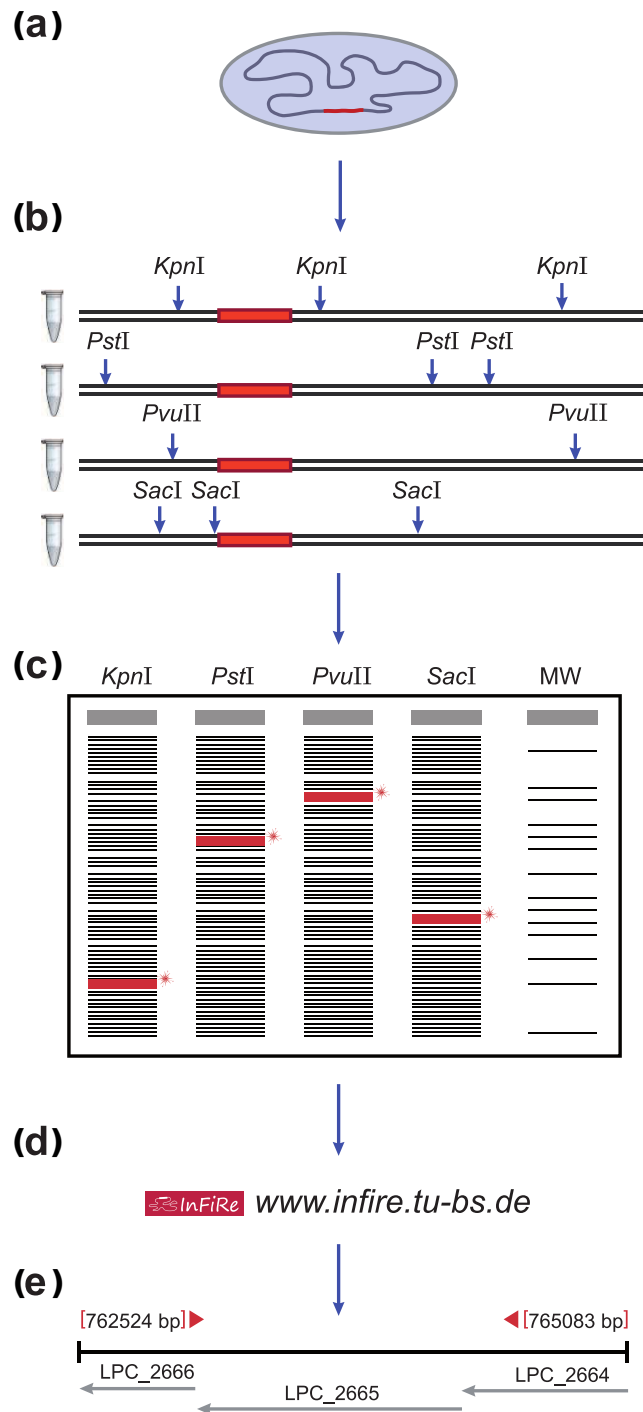 (a)
(b)
KpnI KpnI KpnI
PstI PstI PstI
PvuII PvuII
SacI SacI SacI
(c)
KpnI PstI PvuII SacI MW
(d)
InFiRe www.infire.tu-bs.de
(e)
[762524 bp] [765083 bp]
LPC_2666 LPC_2665 LPC_2664